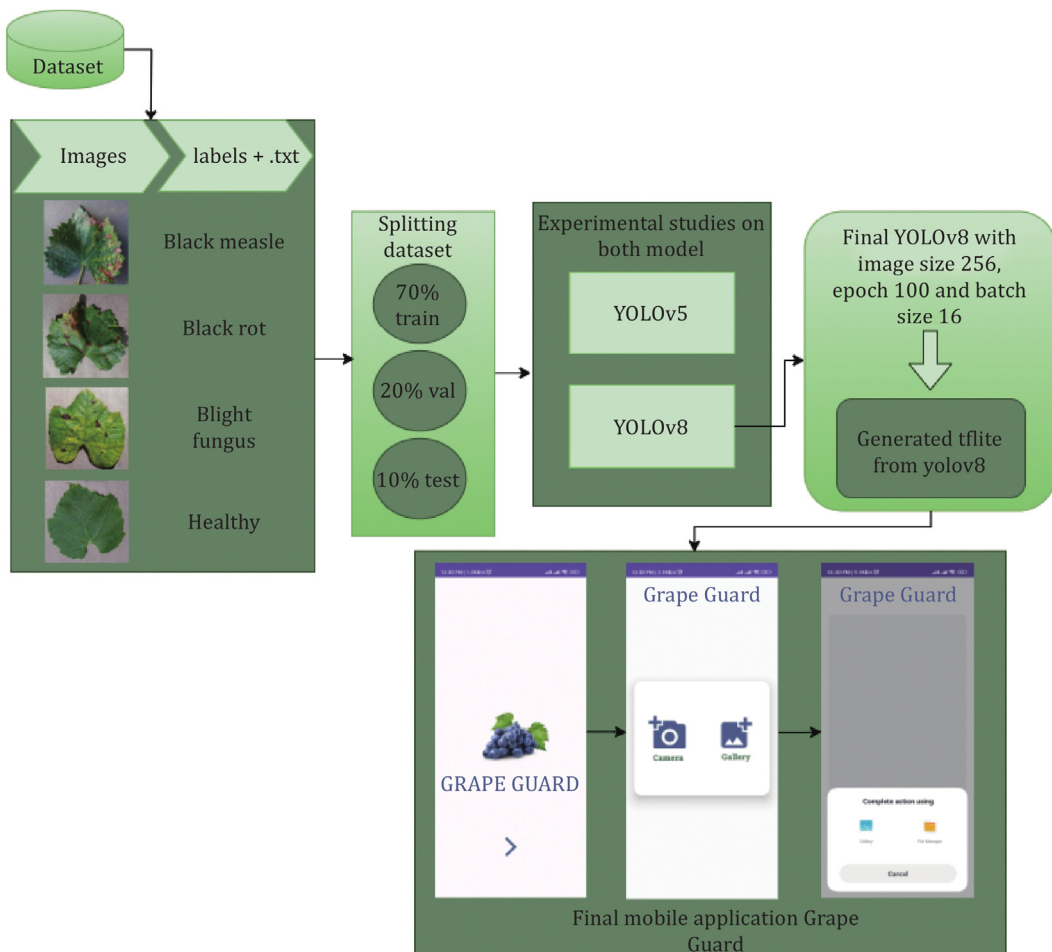 Dataset
Images
labels + .txt
Black measle
Black rot
Blight
fungus
Healthy
Splitting
dataset
70%
train
20% val
10% test
Experimental studies on
both model
YOLOv5
YOLOv8
Final YOLOv8 with
image size 256,
epoch 100 and batch
size 16
Generated tflite
from yolov8
GRAPE GUARD
Grape Guard
Camera
Gallery
Grape Guard
Complete action using
Gallery
File Manager
Cancel
Final mobile application Grape
Guard